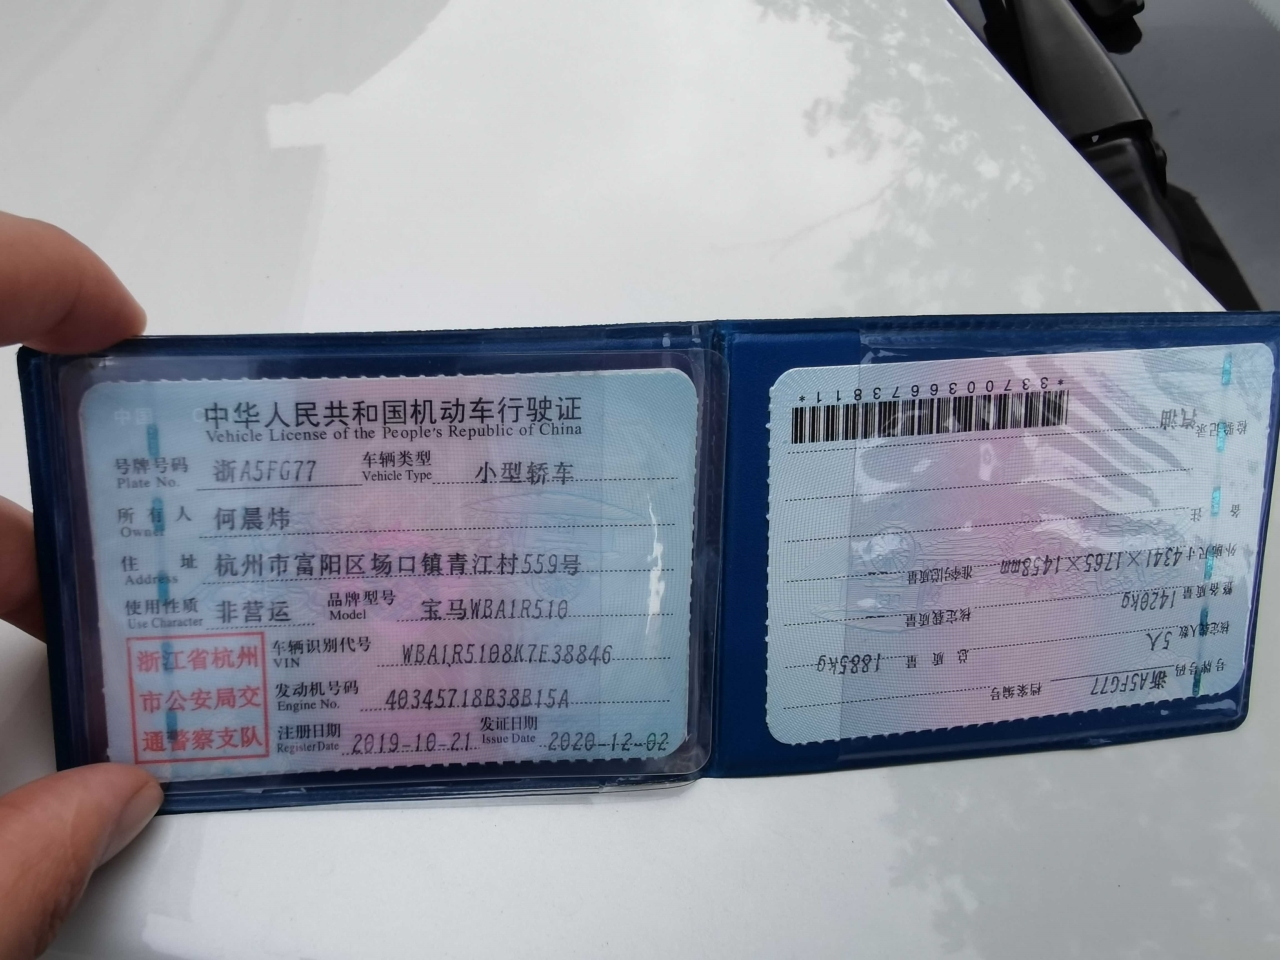 中华人民共和国机动车行驶证
Vehicle License of the People's Republic of China
号牌号码 浙A5FG77 车辆类型 小型轿车
Plate No. Vehicle Type
所有人 何晨炜
Owner
住址 杭州市富阳区场口镇青江村559号
Address
使用性质 非营运 品牌型号 宝马WBA1R510
Use Character Model
浙江省杭州
市公安局交
通警察支队
车辆识别代号 WBA1R5108K7E38846
VIN
发动机号码 40345718B38B15A
Engine No.
注册日期 2019-10-21 发证日期 2020-12-02
Register Date Issue Date
号牌号码 浙A5FG77 档案编号
核定载人数 5人 总质量 1885kg
整备质量 1420kg 核定载质量
外廓尺寸 4341×1765×1458mm 准牵引总质量
备注
检验记录 汽油
*3370036673811*